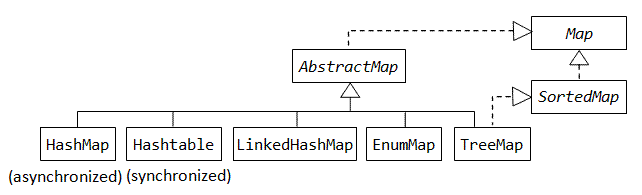 Map
AbstractMap
SortedMap
HashMap
Hashtable
LinkedHashMap
EnumMap
TreeMap
(asynchronized)
(synchronized)